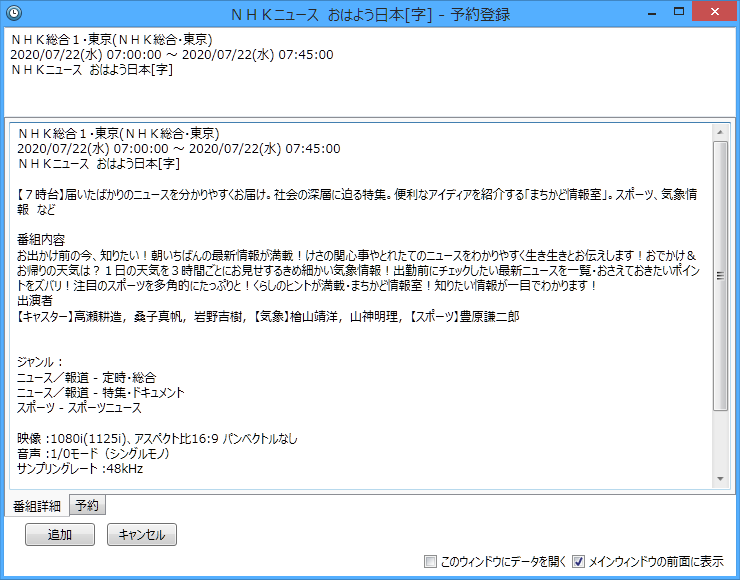 ＮＨＫニュース　おはよう日本[字] - 予約登録
ＮＨＫ総合１・東京(ＮＨＫ総合・東京)
2020/07/22(水) 07:00:00 ～ 2020/07/22(水) 07:45:00
ＮＨＫニュース　おはよう日本[字]
ＮＨＫ総合１・東京(ＮＨＫ総合・東京)
2020/07/22(水) 07:00:00 ～ 2020/07/22(水) 07:45:00
ＮＨＫニュース　おはよう日本[字]
【７時台】届いたばかりのニュースを分かりやすくお届け。社会の深層に迫る特集。便利なアイディアを紹介する「まちかど情報室」。スポーツ、気象情
報　など
番組内容
お出かけ前の今、知りたい！朝いちばんの最新情報が満載！けさの関心事やとれたてのニュースをわかりやすく生き生きとお伝えします！おでかけ＆
お帰りの天気は？１日の天気を３時間ごとにお見せするきめ細かい気象情報！出勤前にチェックしたい最新ニュースを一覧・おさえておきたいポイン
トをズバリ！注目のスポーツを多角的にたっぷりと！くらしのヒントが満載・まちかど情報室！知りたい情報が一目でわかります！
出演者
【キャスター】高瀬耕造，桑子真帆，岩野吉樹，【気象】檜山靖洋，山神明理，【スポーツ】豊原謙二郎
ジャンル：
ニュース／報道 - 定時・総合
ニュース／報道 - 特集・ドキュメント
スポーツ - スポーツニュース
映像 :1080i(1125i)、アスペクト比16:9 パンベクトルなし
音声 :1/0モード（シングルモノ）
サンプリングレート :48kHz
番組詳細 予約
追加 キャンセル
このウィンドウにデータを開く メインウィンドウの前面に表示